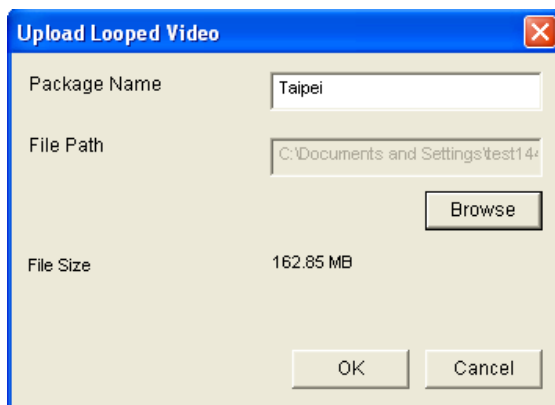 Upload Looped Video
Package Name
Taipei
File Path
C:\Documents and Settings\test144
Browse
File Size
162.85 MB
OK
Cancel